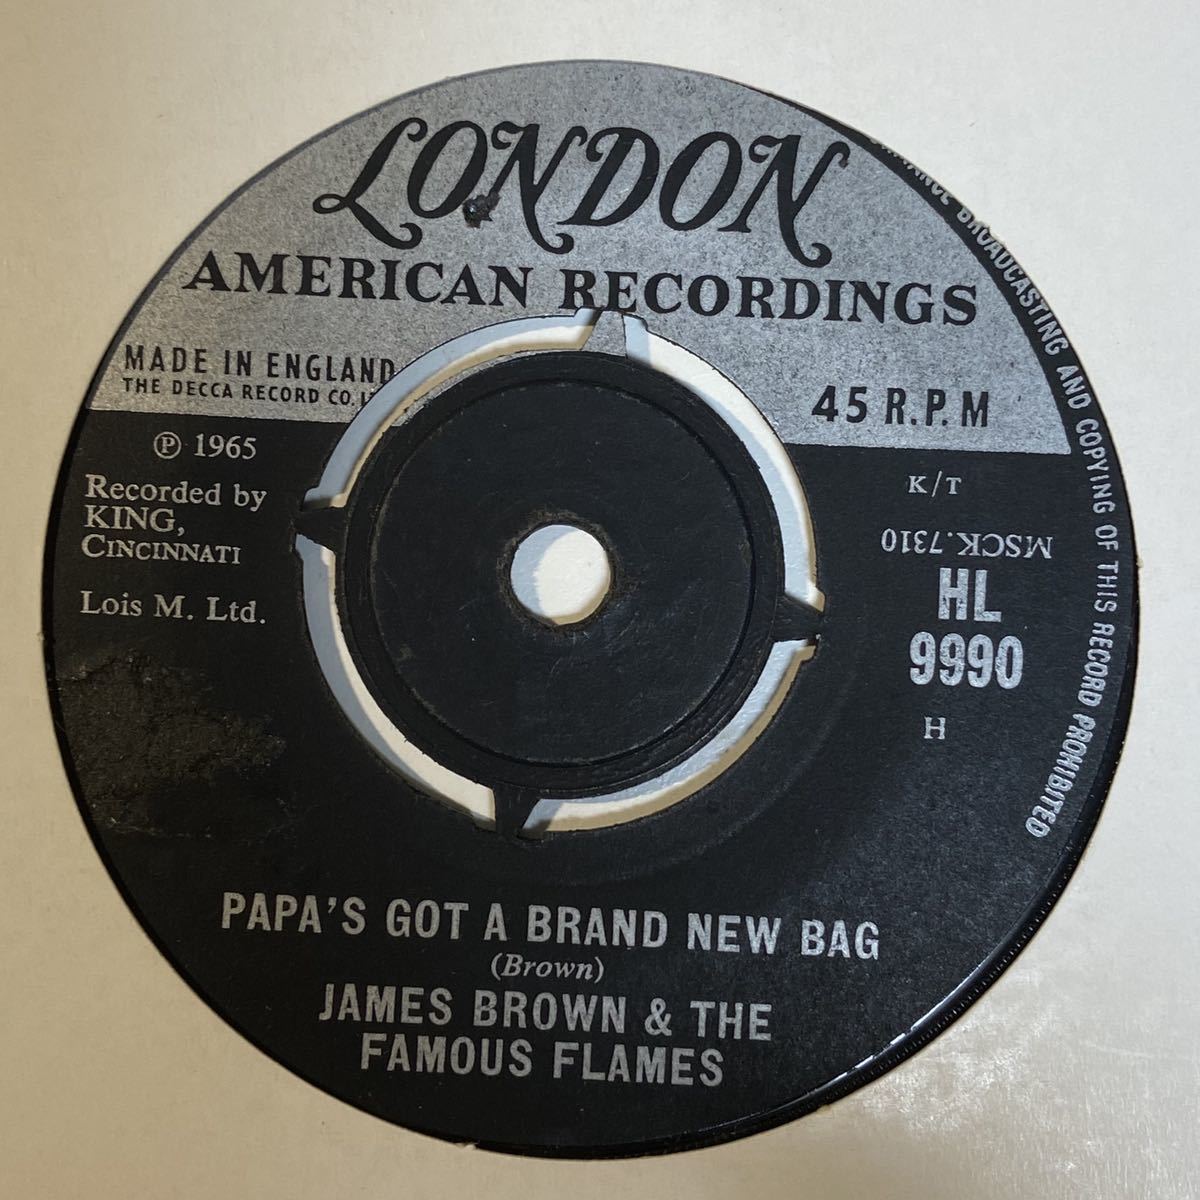 LONDON
AMERICAN RECORDINGS
MADE IN ENGLAND
THE DECCA RECORD CO.
45 R.P.M
℗ 1965
Recorded by
KING,
CINCINNATI
Lois M. Ltd.
K/T
MSCK.7310
HL
9990
H
BROADCASTING AND COPYING OF THIS RECORD PROHIBITED
PAPA'S GOT A BRAND NEW BAG
(Brown)
JAMES BROWN & THE
FAMOUS FLAMES